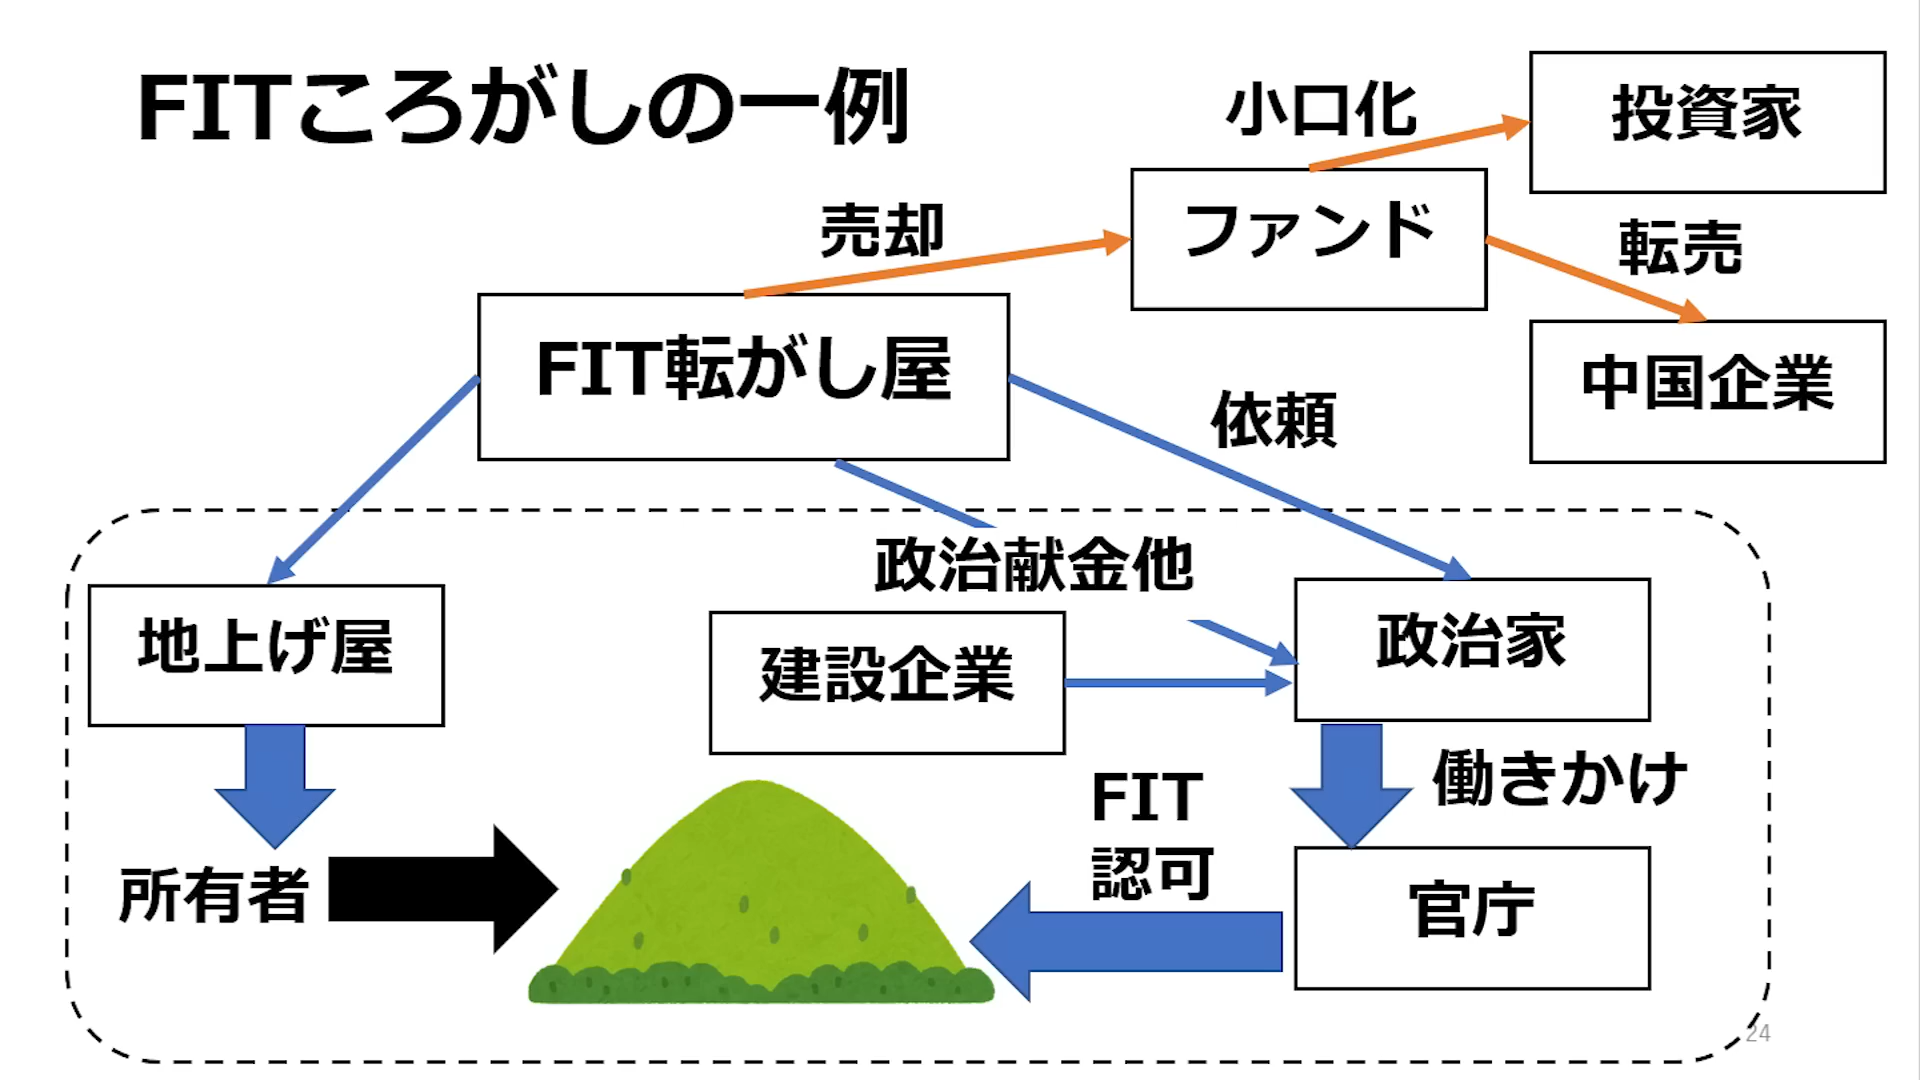 FITころがしの一例
小口化
投資家
ファンド
売却
転売
FIT転がし屋
中国企業
依頼
政治献金他
地上げ屋
建設企業
政治家
働きかけ
FIT
認可
所有者
官庁
24